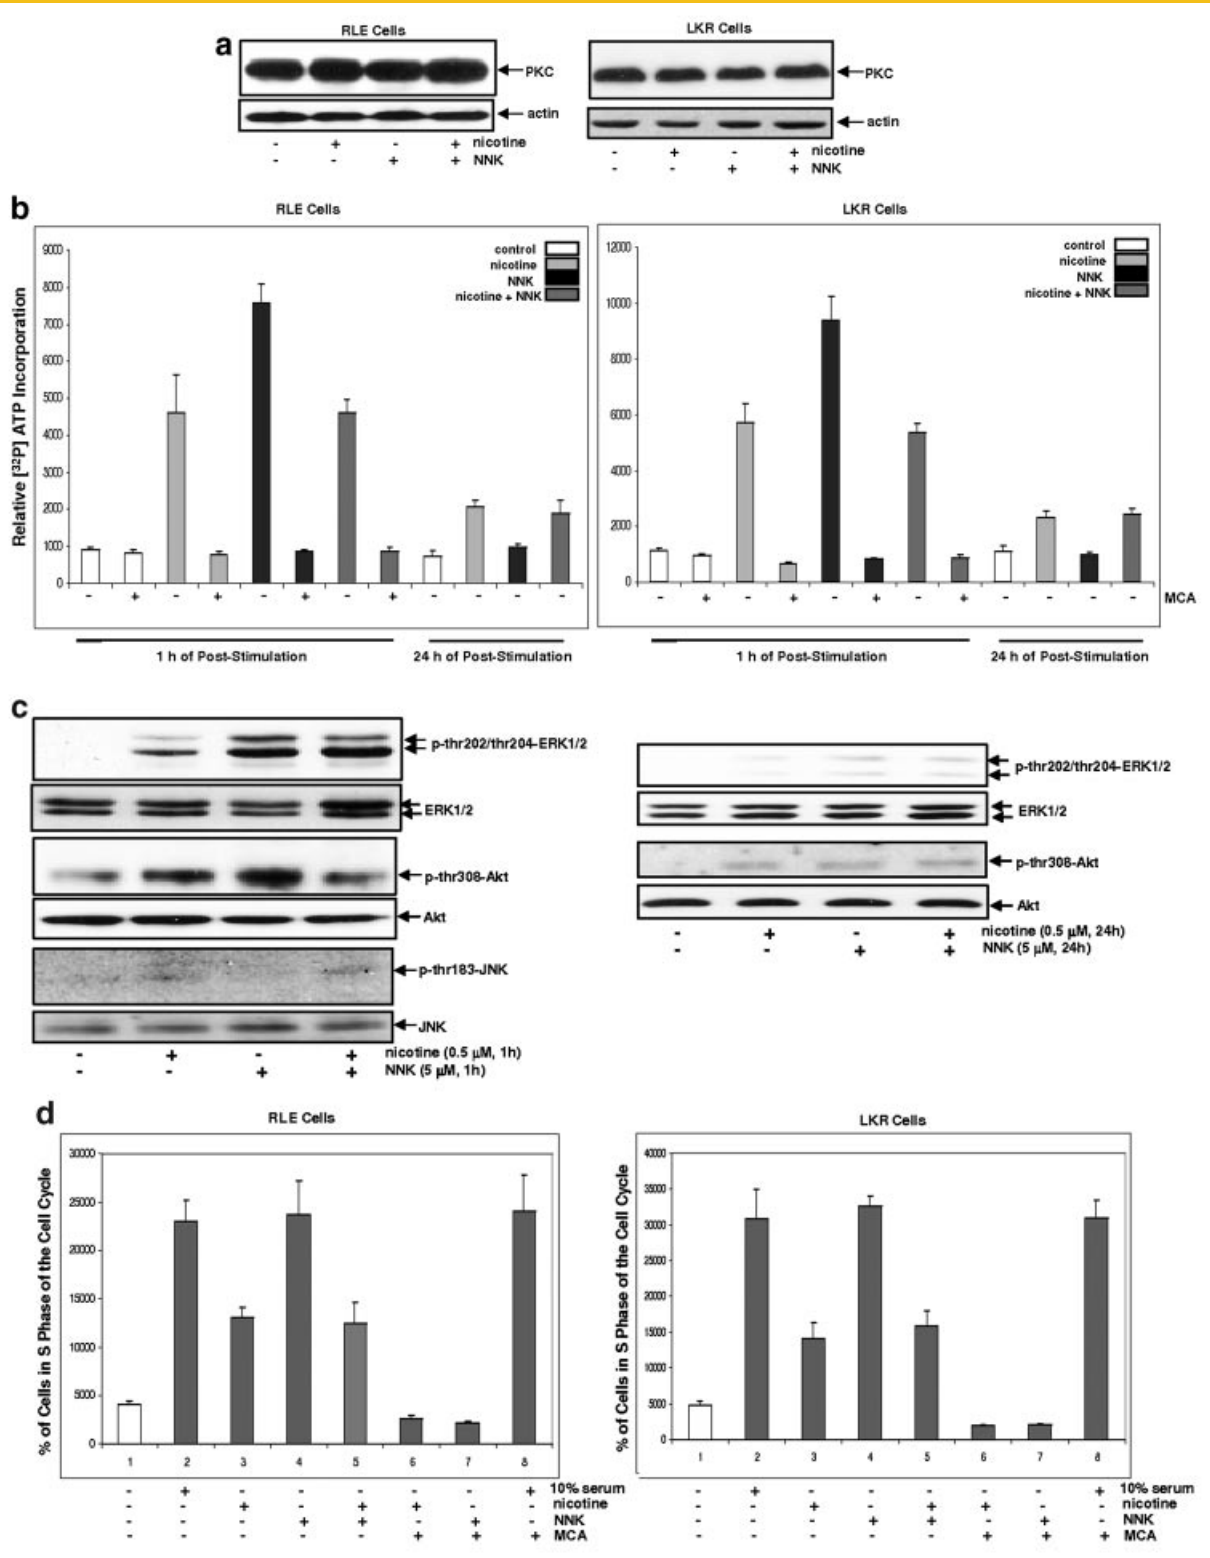 a
RLE Cells
PKC
actin
- + - + nicotine
- - + + NNK
LKR Cells
PKC
actin
- + - + nicotine
- - + + NNK
b
RLE Cells
Relative [32P] ATP Incorporation
9000
8000
7000
6000
5000
4000
3000
2000
1000
0
control
nicotine
NNK
nicotine + NNK
- + - + - + - + - - - -
1 h of Post-Stimulation
24 h of Post-Stimulation
LKR Cells
12000
10000
8000
6000
4000
2000
0
control
nicotine
NNK
nicotine + NNK
- + - + - + - + - - - - MCA
1 h of Post-Stimulation
24 h of Post-Stimulation
c
p-thr202/thr204-ERK1/2
ERK1/2
p-thr308-Akt
Akt
p-thr183-JNK
JNK
- + - + nicotine (0.5 µM, 1h)
- - + + NNK (5 µM, 1h)
p-thr202/thr204-ERK1/2
ERK1/2
p-thr308-Akt
Akt
- + - + nicotine (0.5 µM, 24h)
- - + + NNK (5 µM, 24h)
d
RLE Cells
% of Cells in S Phase of the Cell Cycle
30000
25000
20000
15000
10000
5000
0
1 2 3 4 5 6 7 8
- + - - - - - + 10% serum
- - + - + + - - nicotine
- - - + + - + - NNK
- - - - - + + + MCA
LKR Cells
% of Cells in S Phase of the Cell Cycle
40000
35000
30000
25000
20000
15000
10000
5000
0
1 2 3 4 5 6 7 8
- + - - - - - + 10% serum
- - + - + + - - nicotine
- - - + + - + - NNK
- - - - - + + + MCA